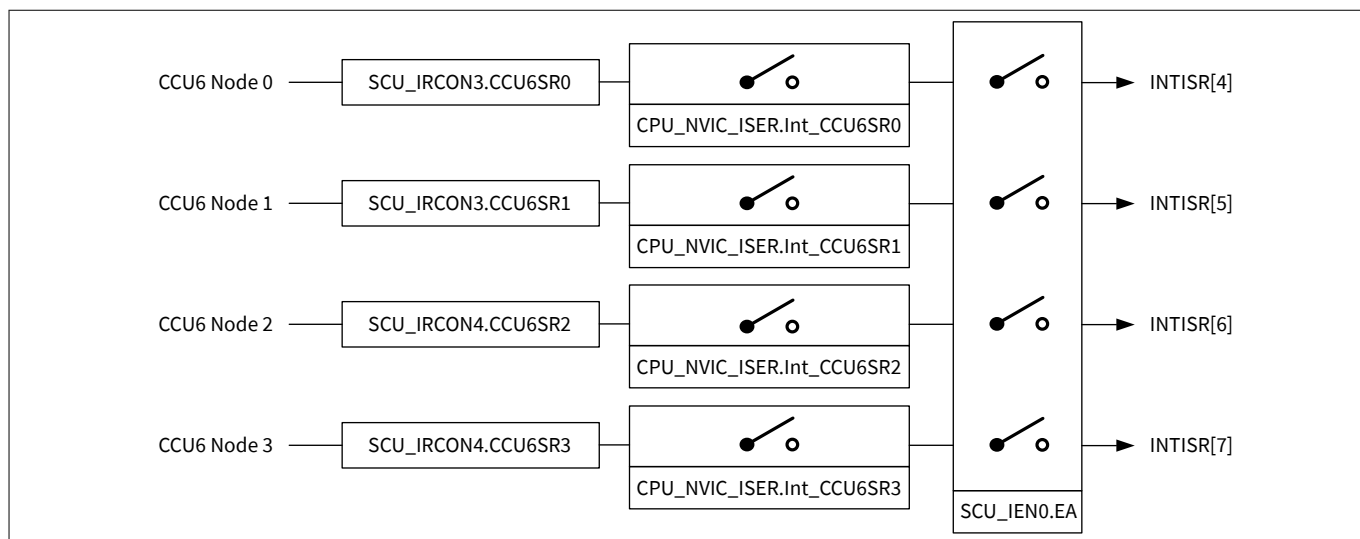 CCU6 Node 0
SCU_IRCON3.CCU6SR0
CPU_NVIC_ISER.Int_CCU6SR0
INTISR[4]
CCU6 Node 1
SCU_IRCON3.CCU6SR1
CPU_NVIC_ISER.Int_CCU6SR1
INTISR[5]
CCU6 Node 2
SCU_IRCON4.CCU6SR2
CPU_NVIC_ISER.Int_CCU6SR2
INTISR[6]
CCU6 Node 3
SCU_IRCON4.CCU6SR3
CPU_NVIC_ISER.Int_CCU6SR3
INTISR[7]
SCU_IEN0.EA